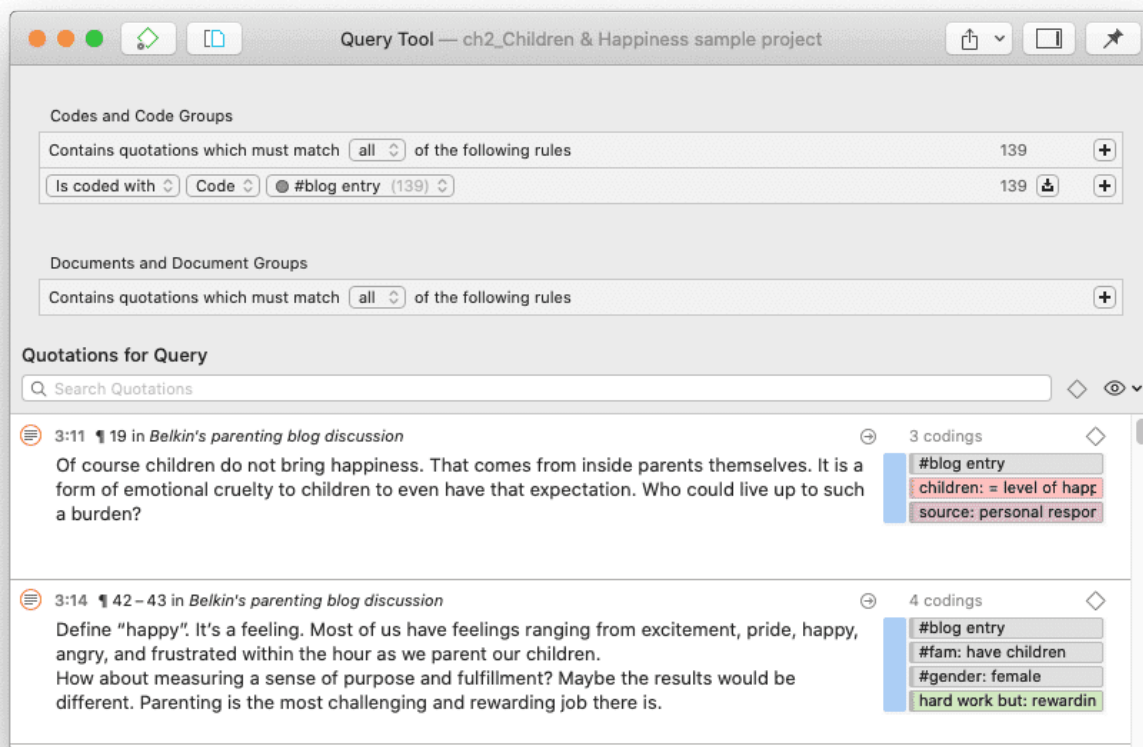 Query Tool — ch2_Children & Happiness sample project
Codes and Code Groups
Contains quotations which must match all of the following rules 139
Is coded with Code #blog entry (139) 139
Documents and Document Groups
Contains quotations which must match all of the following rules
Quotations for Query
Search Quotations
3:11 ¶ 19 in Belkin's parenting blog discussion 3 codings
Of course children do not bring happiness. That comes from inside parents themselves. It is a
form of emotional cruelty to children to even have that expectation. Who could live up to such
a burden?
#blog entry
children: = level of happ
source: personal respor
3:14 ¶ 42 – 43 in Belkin's parenting blog discussion 4 codings
Define “happy”. It’s a feeling. Most of us have feelings ranging from excitement, pride, happy,
angry, and frustrated within the hour as we parent our children.
How about measuring a sense of purpose and fulfillment? Maybe the results would be
different. Parenting is the most challenging and rewarding job there is.
#blog entry
#fam: have children
#gender: female
hard work but: rewardin